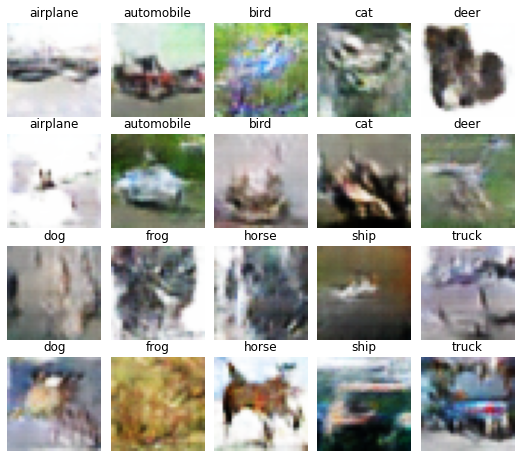 airplane automobile bird cat deer
airplane automobile bird cat deer
dog frog horse ship truck
dog frog horse ship truck